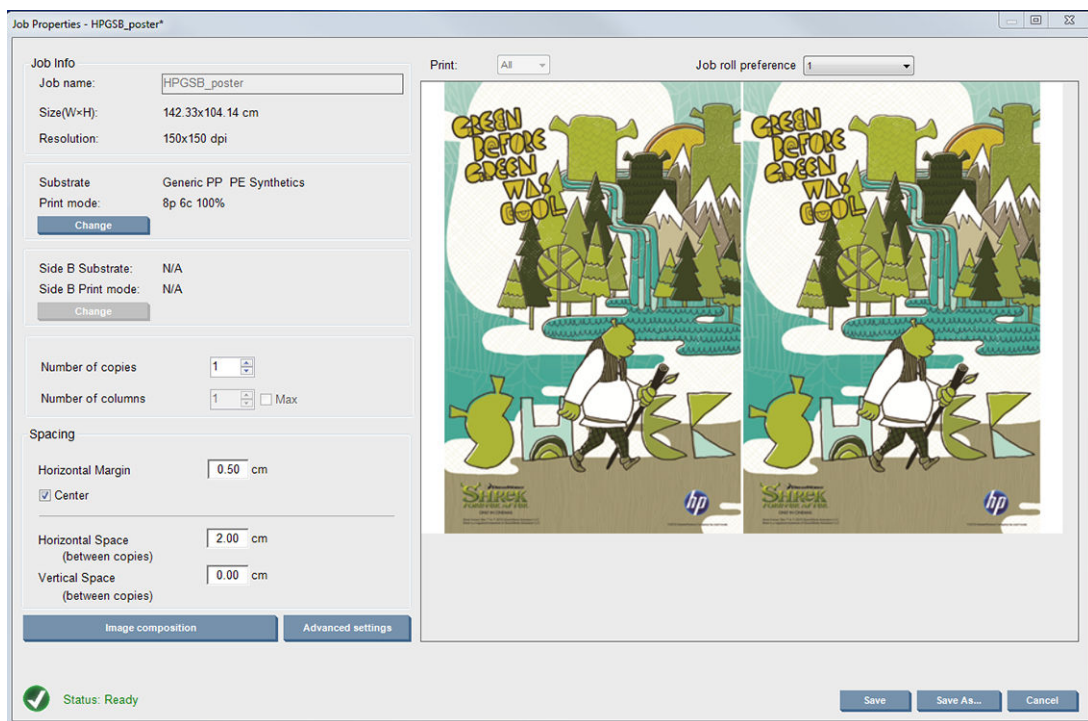 Job Properties - HPGSB_poster*
Job Info
Job name: HPGSB_poster
Size(W×H): 142.33x104.14 cm
Resolution: 150x150 dpi
Substrate Generic PP PE Synthetics
Print mode: 8p 6c 100%
Change
Side B Substrate: N/A
Side B Print mode: N/A
Change
Number of copies 1
Number of columns 1 Max
Spacing
Horizontal Margin 0.50 cm
Center
Horizontal Space 2.00 cm
(between copies)
Vertical Space 0.00 cm
(between copies)
Image composition Advanced settings
Print: All Job roll preference 1
GREEN
BEFORE
GREEN
WAS
COOL
SHREK
SHREK
hp
GREEN
BEFORE
GREEN
WAS
COOL
SHREK
SHREK
hp
Status: Ready
Save Save As... Cancel